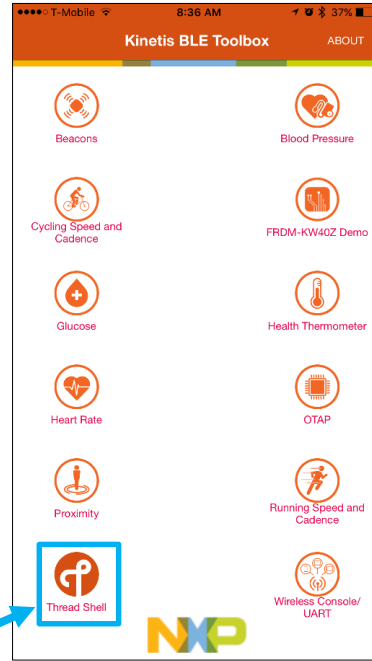 T-Mobile 8:36 AM 37%
Kinetis BLE Toolbox ABOUT
Beacons
Blood Pressure
Cycling Speed and
Cadence
FRDM-KW40Z Demo
Glucose
Health Thermometer
Heart Rate
OTAP
Proximity
Running Speed and
Cadence
Thread Shell
Wireless Console/
UART
NXP